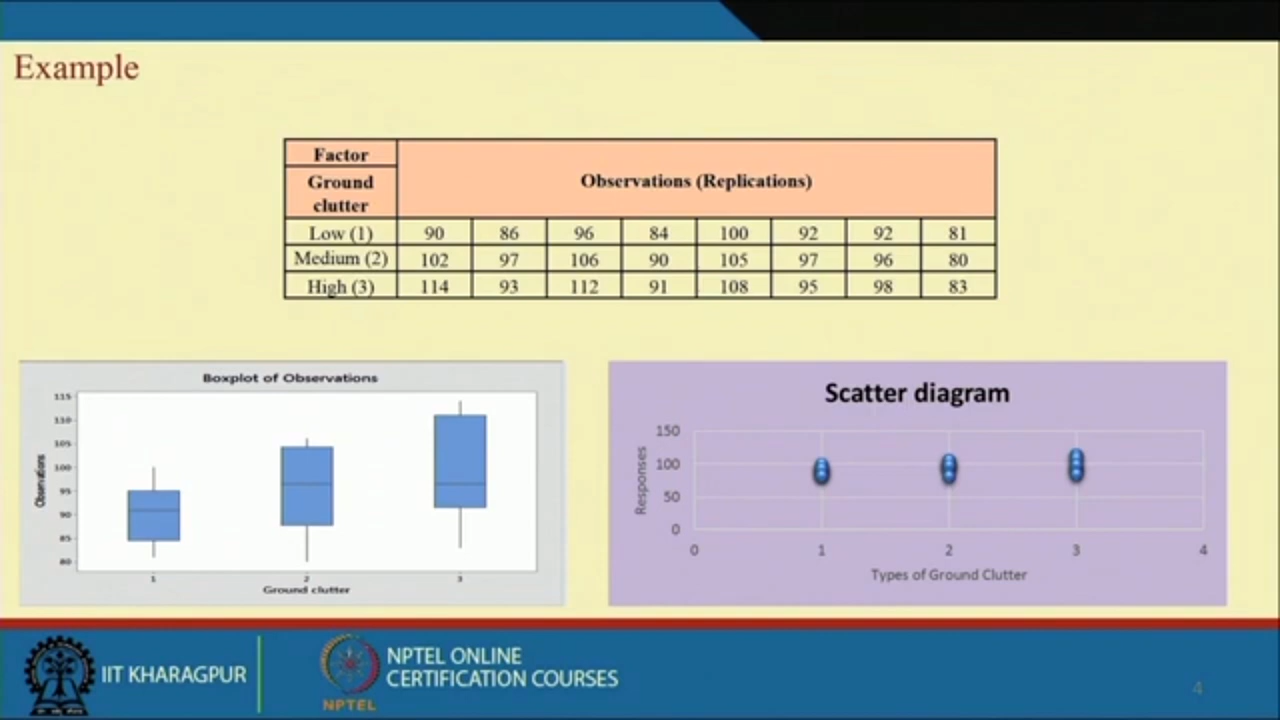 Example
Factor
Ground
clutter
Observations (Replications)
Low (1) 90 86 96 84 100 92 92 81
Medium (2) 102 97 106 90 105 97 96 80
High (3) 114 93 112 91 108 95 98 83
Boxplot of Observations
115
110
105
100
95
90
85
80
Observations
1 2 3
Ground clutter
Scatter diagram
150
100
50
0
Responses
0 1 2 3 4
Types of Ground Clutter
IIT KHARAGPUR
NPTEL
NPTEL ONLINE
CERTIFICATION COURSES
4